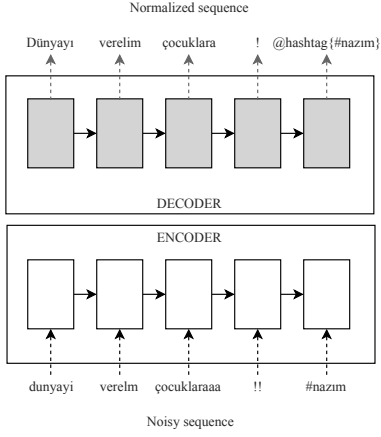 Normalized sequence
Dünyayı verelim çocuklara ! @hashtag{#nazım}
DECODER
ENCODER
dunyayi verelm çocuklaraaa !! #nazım
Noisy sequence